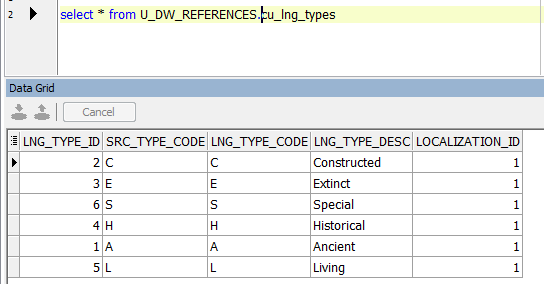 2 select * from U_DW_REFERENCES.cu_lng_types
Data Grid
Cancel
LNG_TYPE_ID SRC_TYPE_CODE LNG_TYPE_CODE LNG_TYPE_DESC LOCALIZATION_ID
2 C C Constructed 1
3 E E Extinct 1
6 S S Special 1
4 H H Historical 1
1 A A Ancient 1
5 L L Living 1